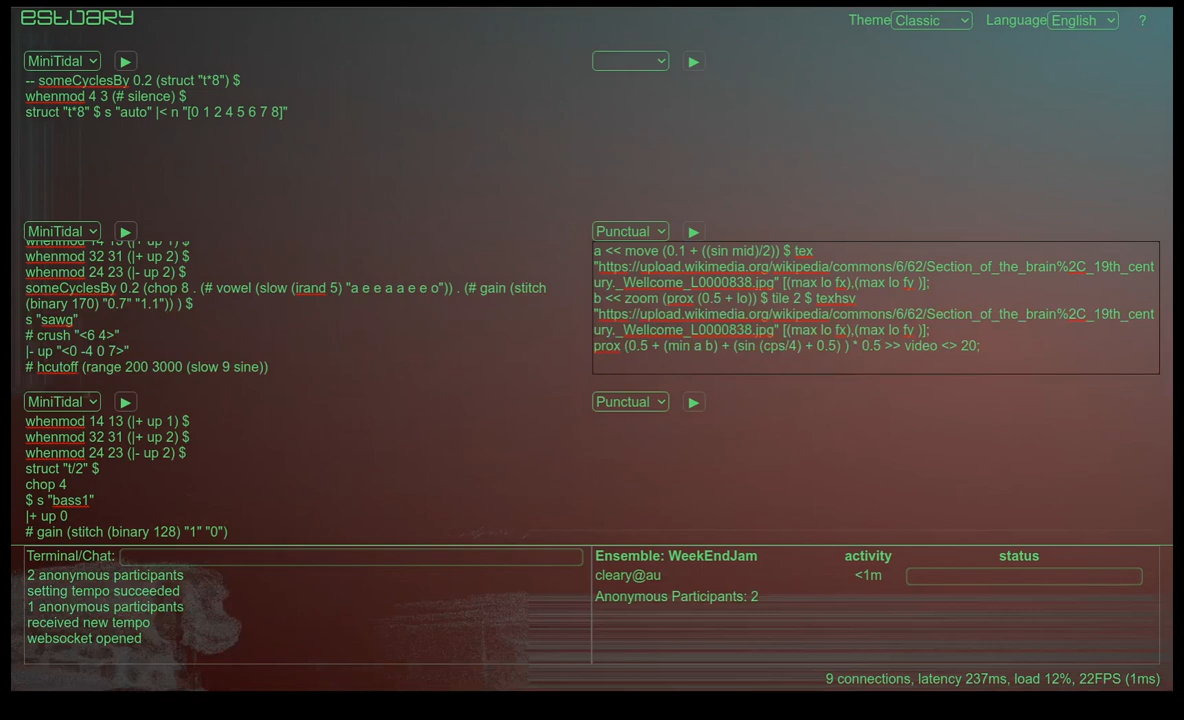 estuary
Theme Classic Language English ?
MiniTidal
-- someCyclesBy 0.2 (struct "t*8") $
whenmod 4 3 (# silence) $
struct "t*8" $ s "auto" |< n "[0 1 2 4 5 6 7 8]"
MiniTidal
whenmod 14 13 (|+ up 1) $
whenmod 32 31 (|+ up 2) $
whenmod 24 23 (|- up 2) $
someCyclesBy 0.2 (chop 8 . (# vowel (slow (irand 5) "a e e a a e e o")) . (# gain (stitch
(binary 170) "0.7" "1.1")) ) $
s "sawg"
# crush "<6 4>"
|- up "<0 -4 0 7>"
# hcutoff (range 200 3000 (slow 9 sine))
Punctual
a << move (0.1 + ((sin mid)/2)) $ tex
"https://upload.wikimedia.org/wikipedia/commons/6/62/Section_of_the_brain%2C_19th_cent
ury._Wellcome_L0000838.jpg" [(max lo fx),(max lo fy )];
b << zoom (prox (0.5 + lo)) $ tile 2 $ texhsv
"https://upload.wikimedia.org/wikipedia/commons/6/62/Section_of_the_brain%2C_19th_cent
ury._Wellcome_L0000838.jpg" [(max lo fx),(max lo fy )];
prox (0.5 + (min a b) + (sin (cps/4) + 0.5) ) * 0.5 >> video <> 20;
MiniTidal
whenmod 14 13 (|+ up 1) $
whenmod 32 31 (|+ up 2) $
whenmod 24 23 (|- up 2) $
struct "t/2" $
chop 4
$ s "bass1"
|+ up 0
# gain (stitch (binary 128) "1" "0")
Punctual
Terminal/Chat:
2 anonymous participants
setting tempo succeeded
1 anonymous participants
received new tempo
websocket opened
Ensemble: WeekEndJam activity status
cleary@au <1m
Anonymous Participants: 2
9 connections, latency 237ms, load 12%, 22FPS (1ms)